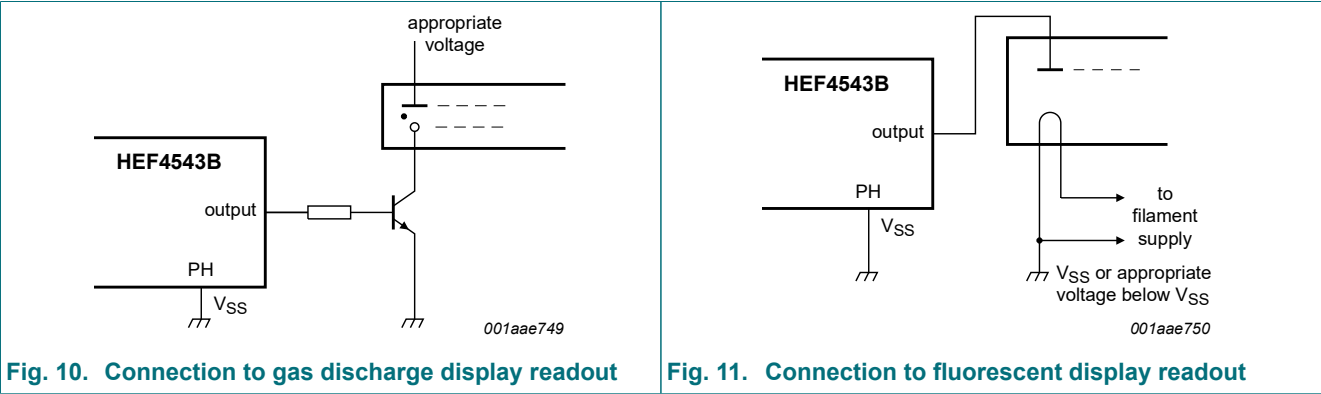 appropriate
voltage
HEF4543B
output
PH
VSS
001aae749
Fig. 10. Connection to gas discharge display readout
HEF4543B
output
PH
VSS
to
filament
supply
VSS or appropriate
voltage below VSS
001aae750
Fig. 11. Connection to fluorescent display readout